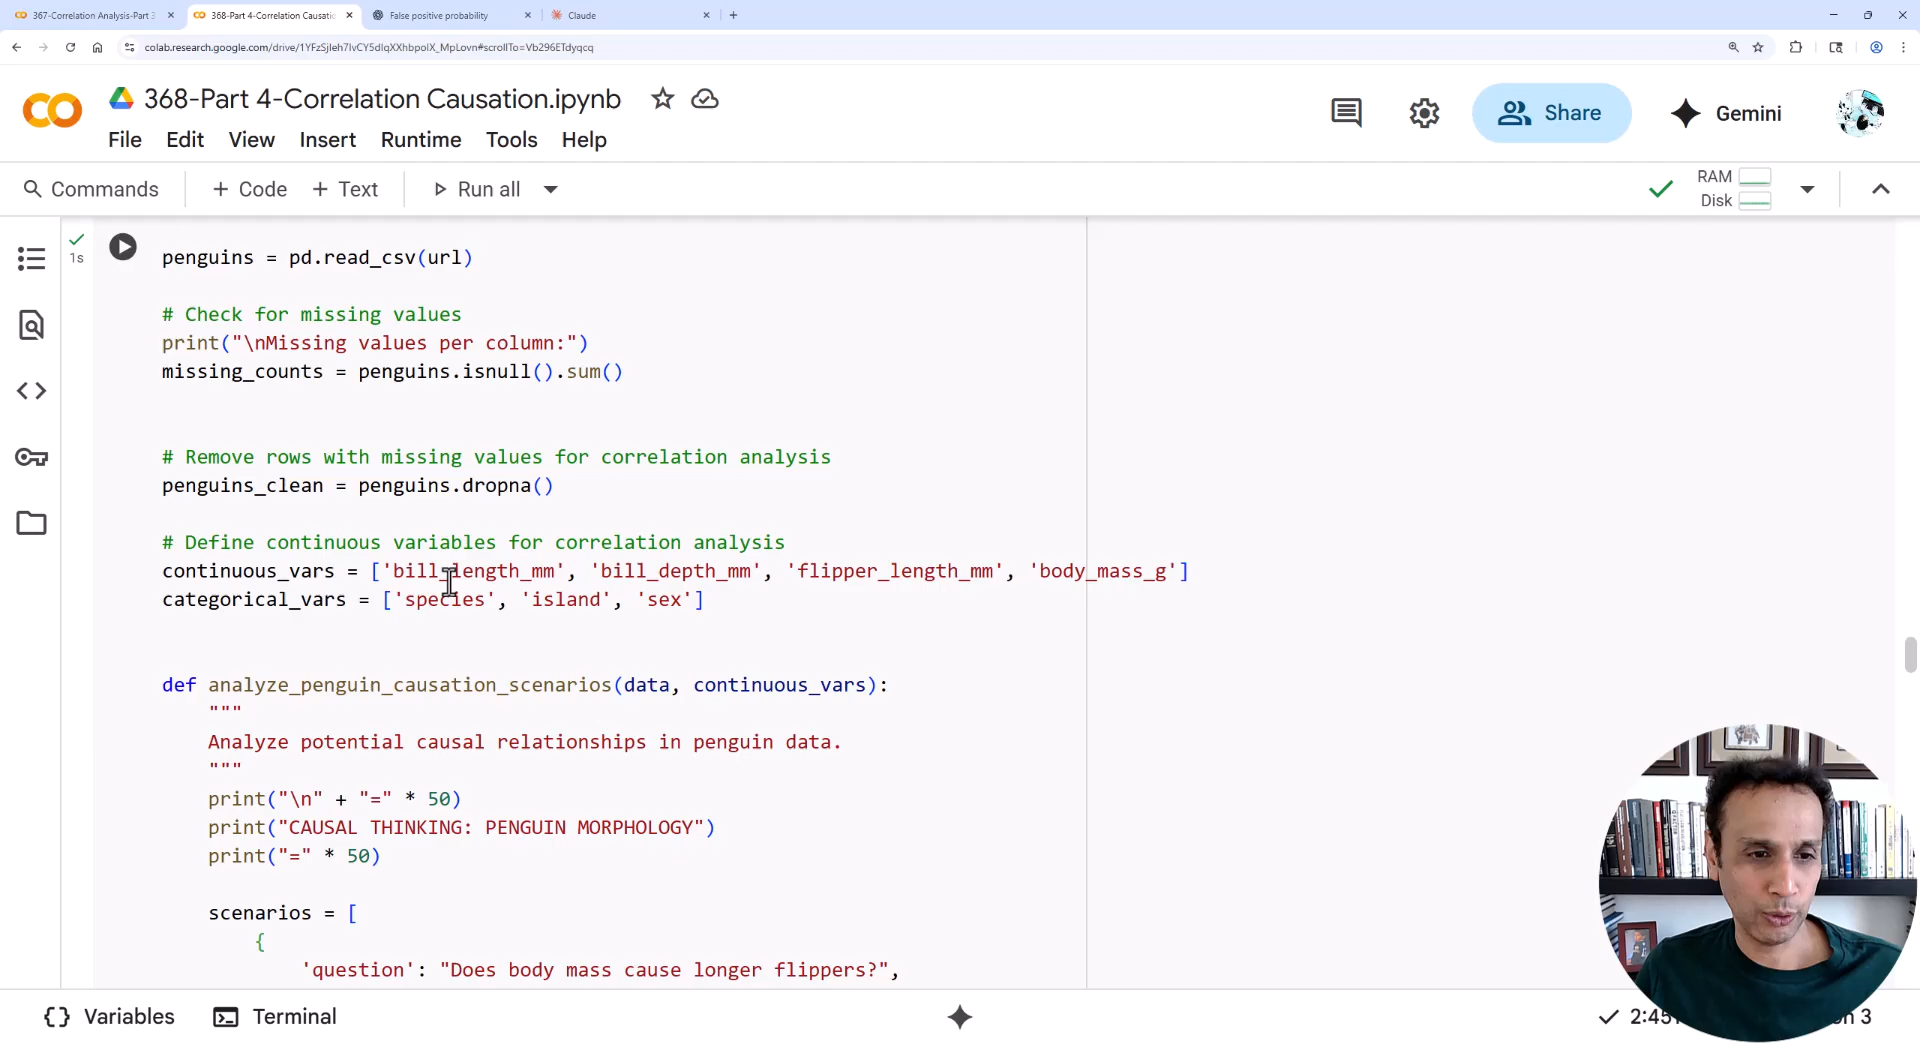 367-Correlation Analysis-Part 3
368-Part 4-Correlation Causatio
False positive probability
Claude
colab.research.google.com/drive/1YFzSJleh7lvCY5dlqXXhbpolX_MpLovn#scrollTo=Vb296ETdyqcq
368-Part 4-Correlation Causation.ipynb
Share
Gemini
File Edit View Insert Runtime Tools Help
Commands + Code + Text Run all
RAM
Disk
1s
penguins = pd.read_csv(url)
# Check for missing values
print("\nMissing values per column:")
missing_counts = penguins.isnull().sum()
# Remove rows with missing values for correlation analysis
penguins_clean = penguins.dropna()
# Define continuous variables for correlation analysis
continuous_vars = ['bill_length_mm', 'bill_depth_mm', 'flipper_length_mm', 'body_mass_g']
categorical_vars = ['species', 'island', 'sex']
def analyze_penguin_causation_scenarios(data, continuous_vars):
"""
Analyze potential causal relationships in penguin data.
"""
print("\n" + "=" * 50)
print("CAUSAL THINKING: PENGUIN MORPHOLOGY")
print("=" * 50)
scenarios = [
{
'question': "Does body mass cause longer flippers?",
{} Variables Terminal
2:45
3